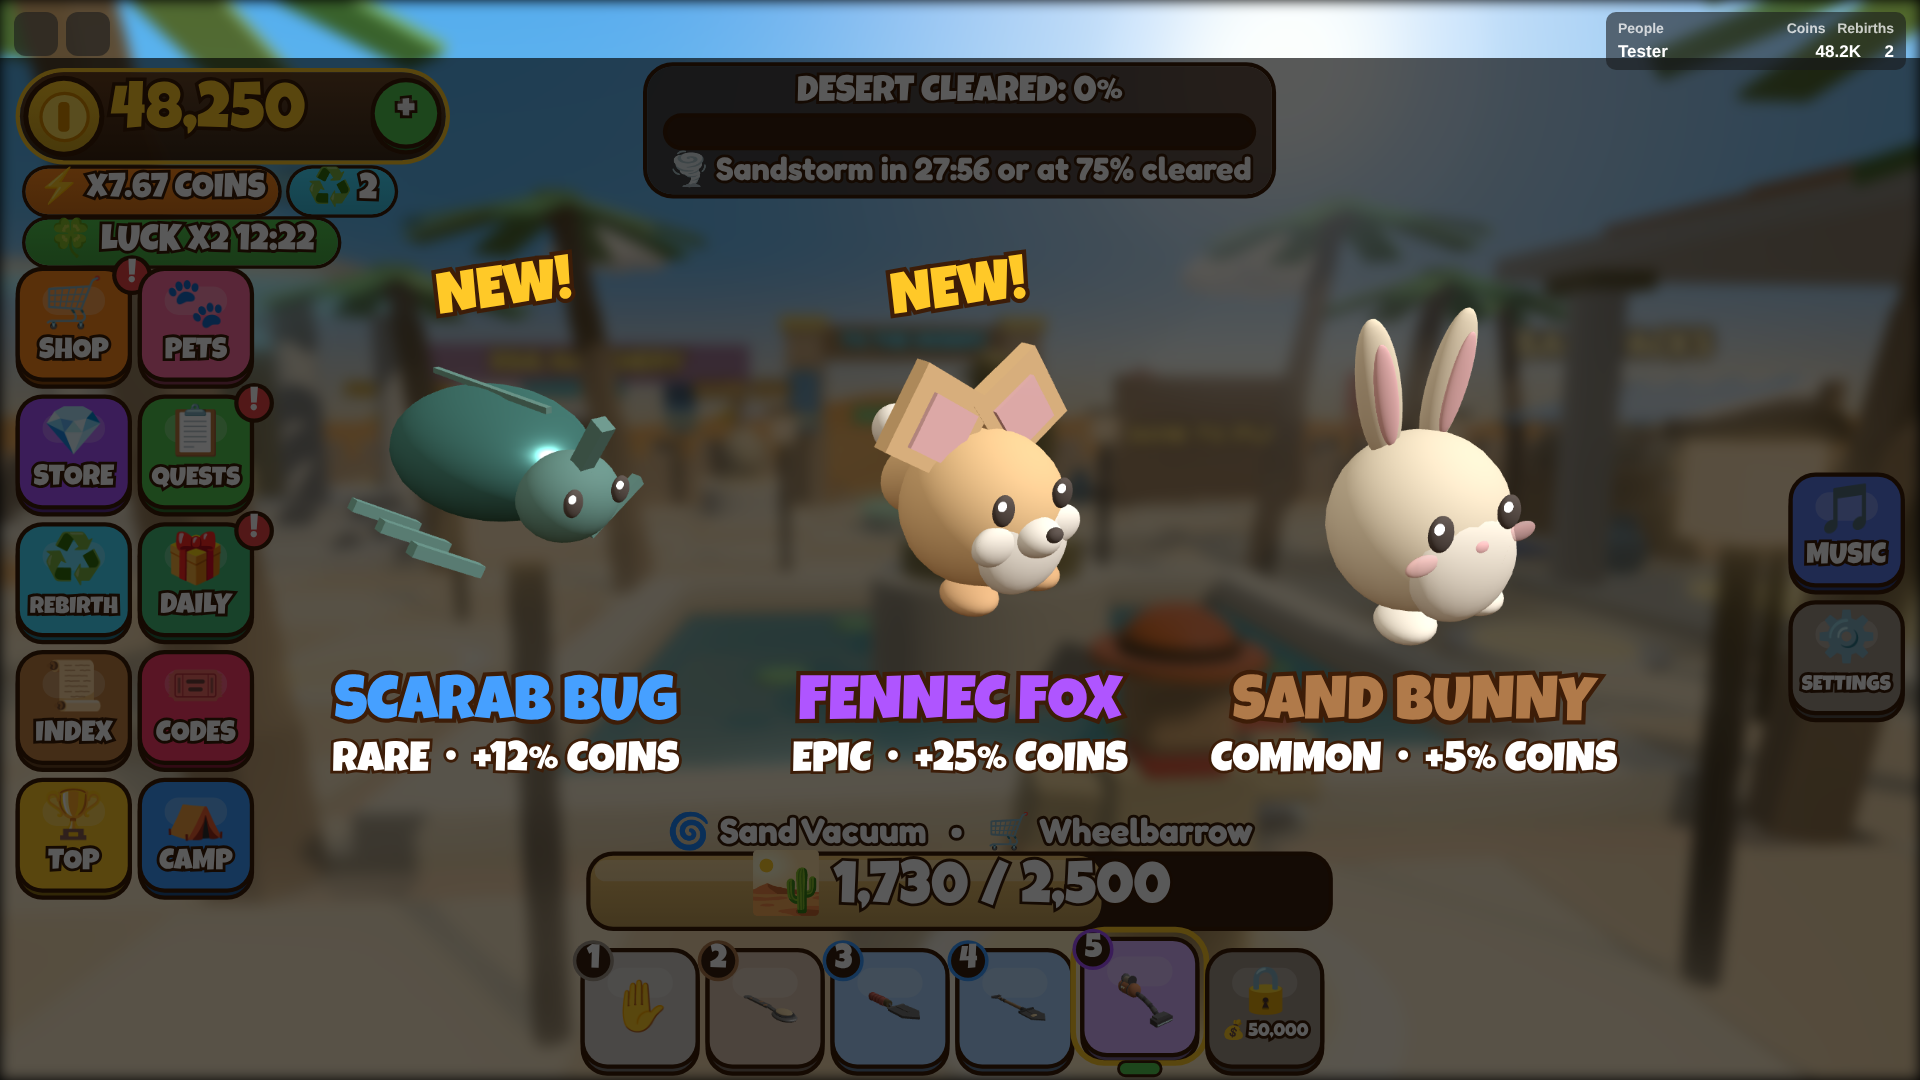 People Coins Rebirths
Tester 48.2K 2
48,250
+
DESERT CLEARED: 0%
Sandstorm in 27:56 or at 75% cleared
X7.67 COINS
2
LUCK X2 12:22
!
SHOP
PETS
STORE
!
QUESTS
REBIRTH
!
DAILY
INDEX
CODES
TOP
CAMP
MUSIC
SETTINGS
NEW!
NEW!
SCARAB BUG
RARE • +12% COINS
FENNEC FOX
EPIC • +25% COINS
SAND BUNNY
COMMON • +5% COINS
Sand Vacuum • Wheelbarrow
1,730 / 2,500
1
2
3
4
5
50,000